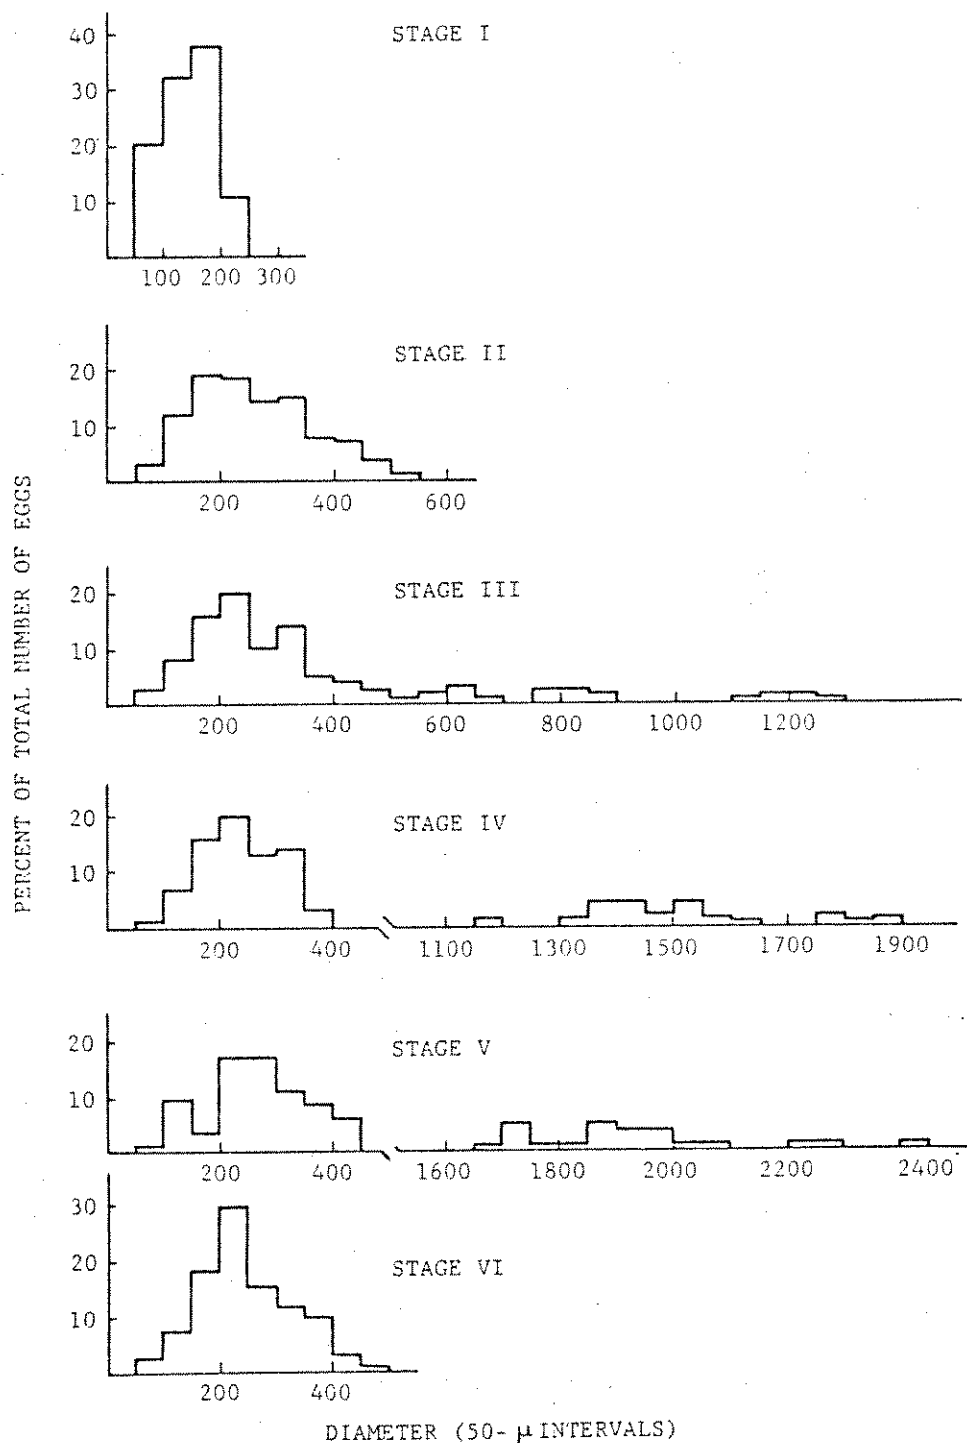 PERCENT OF TOTAL NUMBER OF EGGS
STAGE I
40
30
20
10
100 200 300
STAGE II
20
10
200 400 600
STAGE III
20
10
200 400 600 800 1000 1200
STAGE IV
20
10
200 400 1100 1300 1500 1700 1900
STAGE V
20
10
200 400 1600 1800 2000 2200 2400
STAGE VI
30
20
10
200 400
DIAMETER (50-μ INTERVALS)